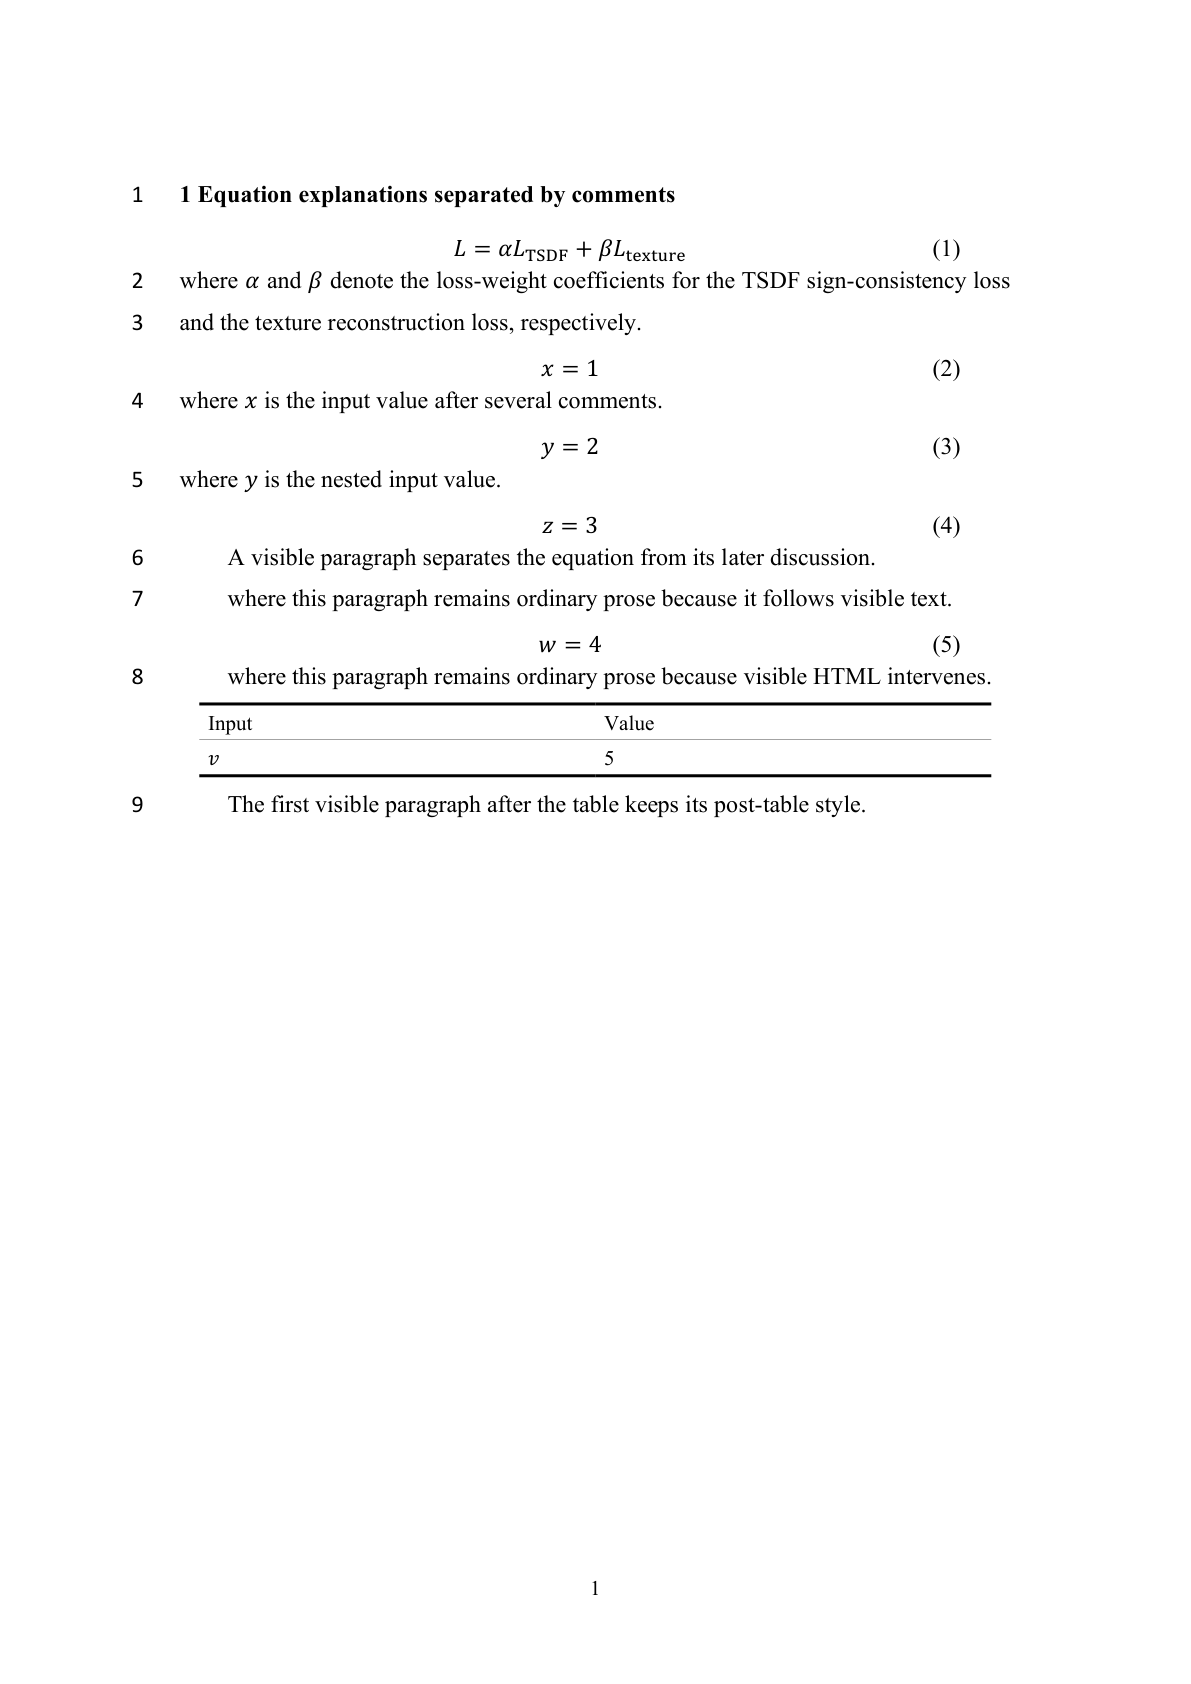 1 1 Equation explanations separated by comments
L = αL_TSDF + βL_texture (1)
2 where α and β denote the loss-weight coefficients for the TSDF sign-consistency loss
3 and the texture reconstruction loss, respectively.
x = 1 (2)
4 where x is the input value after several comments.
y = 2 (3)
5 where y is the nested input value.
z = 3 (4)
6 A visible paragraph separates the equation from its later discussion.
7 where this paragraph remains ordinary prose because it follows visible text.
w = 4 (5)
8 where this paragraph remains ordinary prose because visible HTML intervenes.
Input Value
v 5
9 The first visible paragraph after the table keeps its post-table style.
1